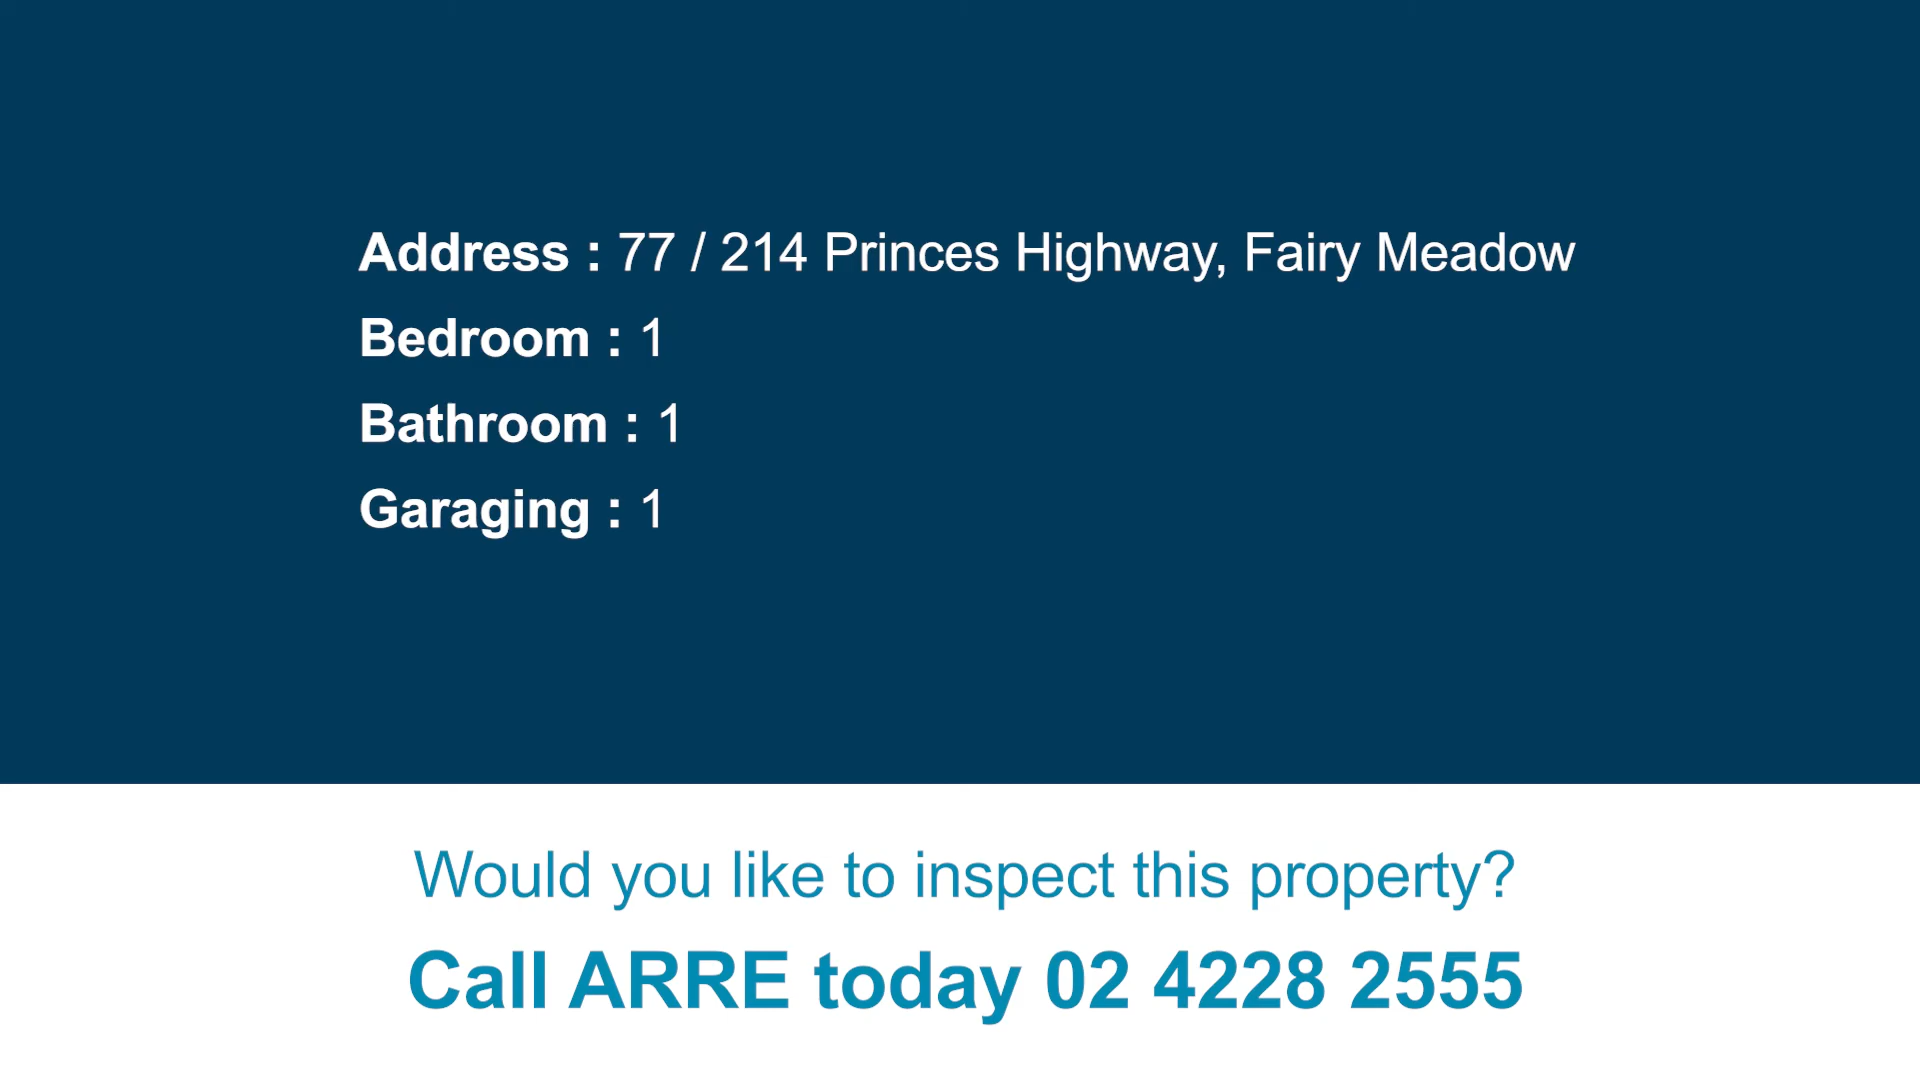 Address : 77 / 214 Princes Highway, Fairy Meadow
Bedroom : 1
Bathroom : 1
Garaging : 1
Would you like to inspect this property?
Call ARRE today 02 4228 2555